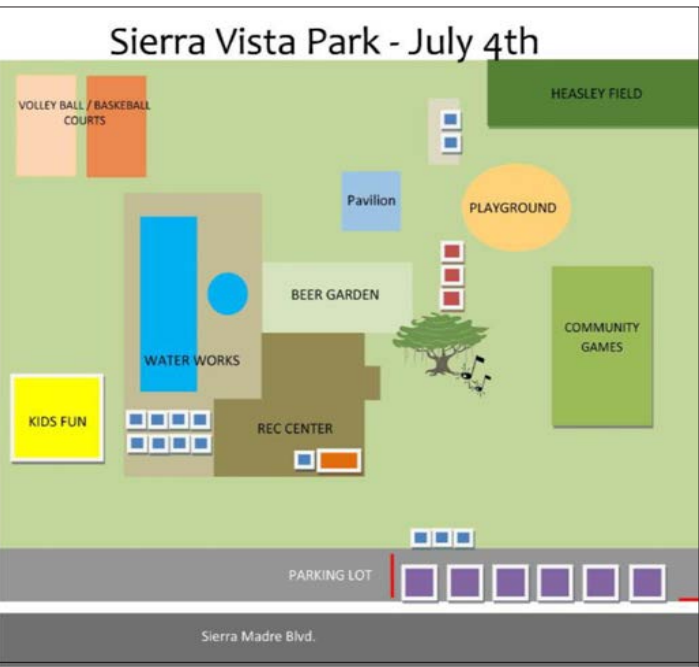 Sierra Vista Park - July 4th
HEASLEY FIELD
VOLLEY BALL / BASKEBALL
COURTS
Pavilion
PLAYGROUND
BEER GARDEN
COMMUNITY
GAMES
WATER WORKS
KIDS FUN
REC CENTER
PARKING LOT
Sierra Madre Blvd.